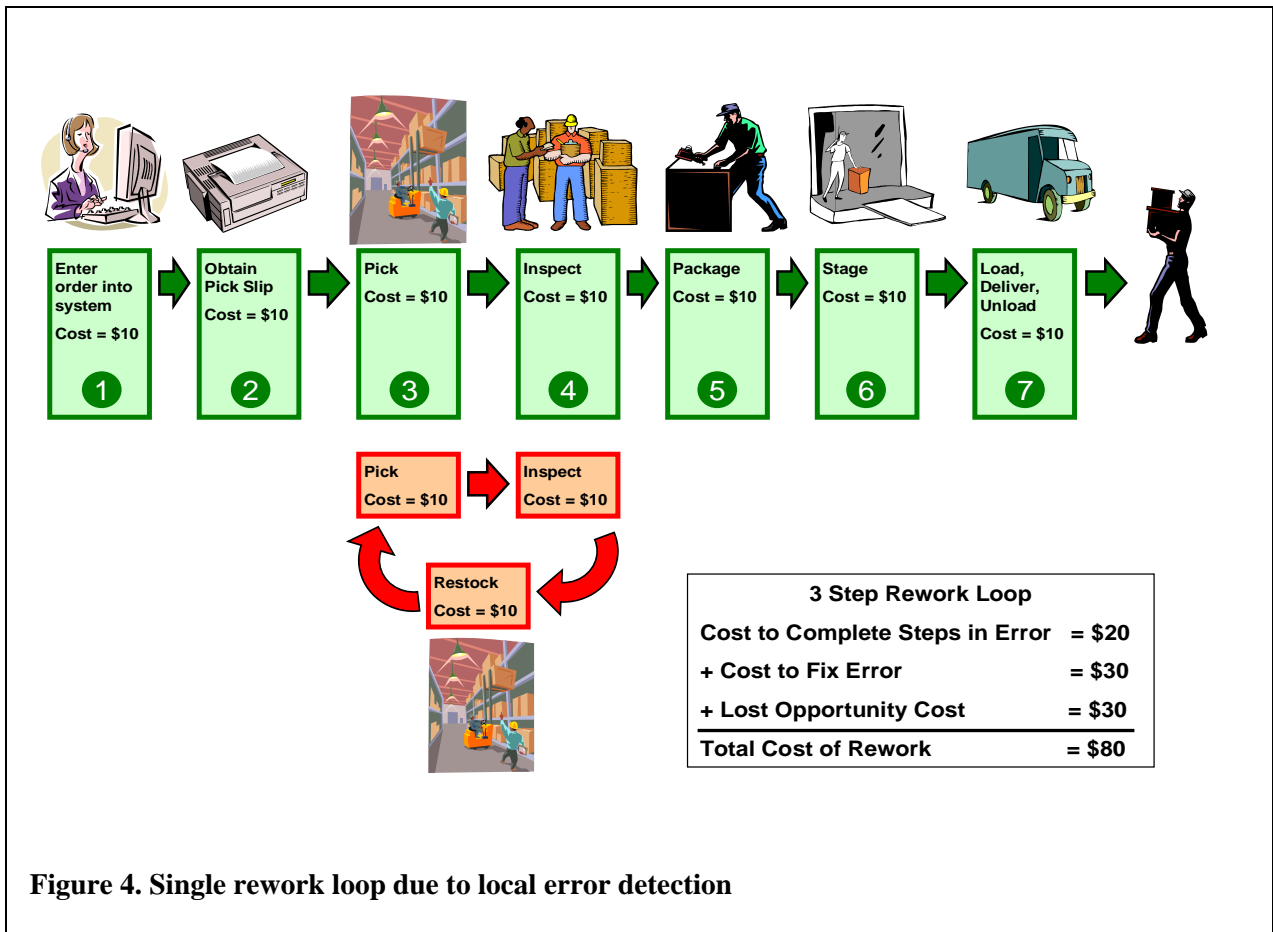 Enter
order into
system
Cost = $10
1
Obtain
Pick Slip
Cost = $10
2
Pick
Cost = $10
3
Inspect
Cost = $10
4
Package
Cost = $10
5
Stage
Cost = $10
6
Load,
Deliver,
Unload
Cost = $10
7
Pick
Cost = $10
Inspect
Cost = $10
Restock
Cost = $10
3 Step Rework Loop
Cost to Complete Steps in Error = $20
+ Cost to Fix Error = $30
+ Lost Opportunity Cost = $30
Total Cost of Rework = $80
Figure 4. Single rework loop due to local error detection